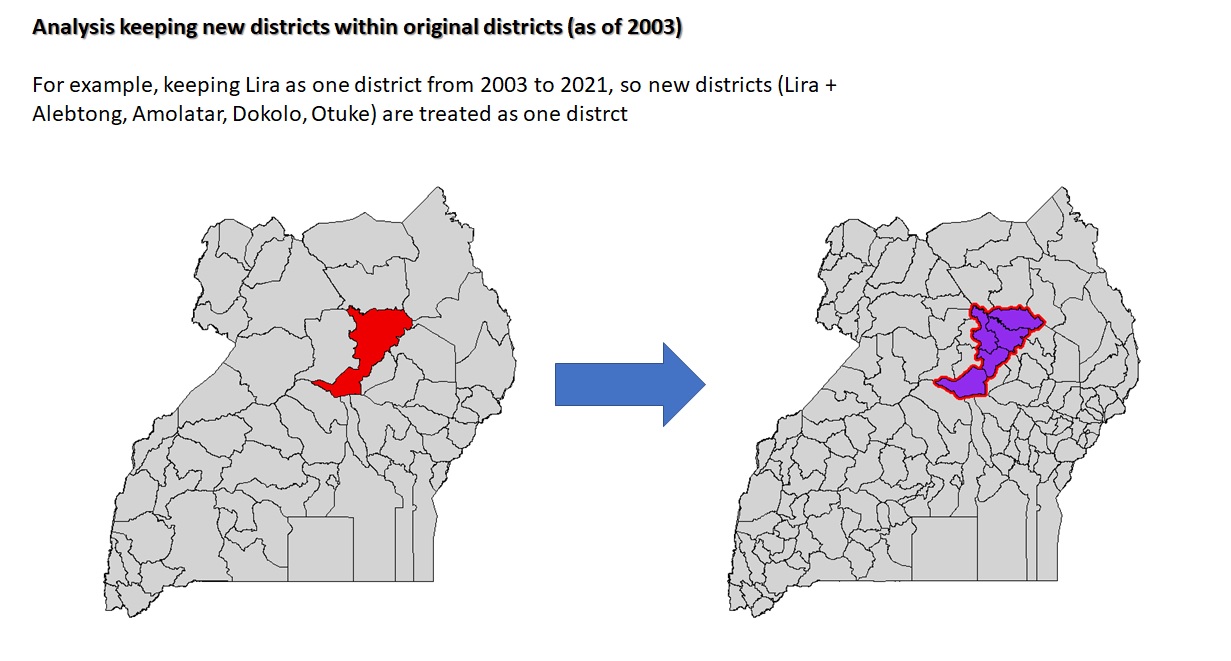 Analysis keeping new districts within original districts (as of 2003)
For example, keeping Lira as one district from 2003 to 2021, so new districts (Lira +
Alebtong, Amolatar, Dokolo, Otuke) are treated as one distrct